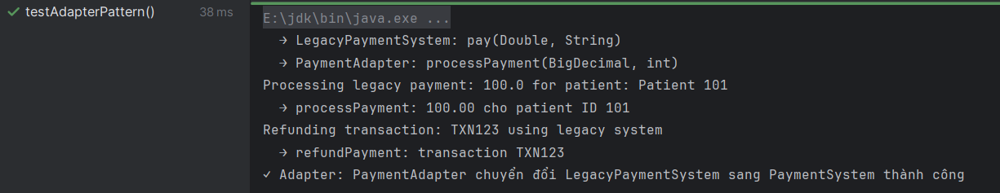 testAdapterPattern() 38 ms
E:\jdk\bin\java.exe ...
→ LegacyPaymentSystem: pay(Double, String)
→ PaymentAdapter: processPayment(BigDecimal, int)
Processing legacy payment: 100.0 for patient: Patient 101
→ processPayment: 100.00 cho patient ID 101
Refunding transaction: TXN123 using legacy system
→ refundPayment: transaction TXN123
✓ Adapter: PaymentAdapter chuyển đổi LegacyPaymentSystem sang PaymentSystem thành công